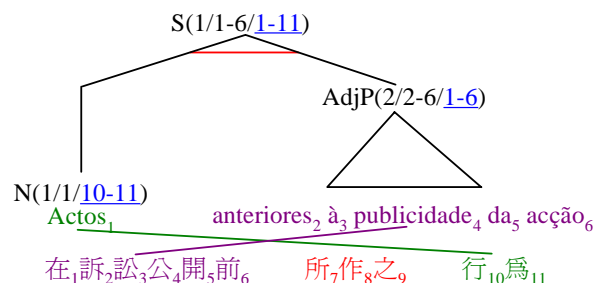 S(1/1-6/1-11)
AdjP(2/2-6/1-6)
N(1/1/10-11)
Actos₁ anteriores₂ à₃ publicidade₄ da₅ acção₆
在₁訴₂訟₃公₄開₅前₆ 所₇作₈之₉ 行₁₀爲₁₁